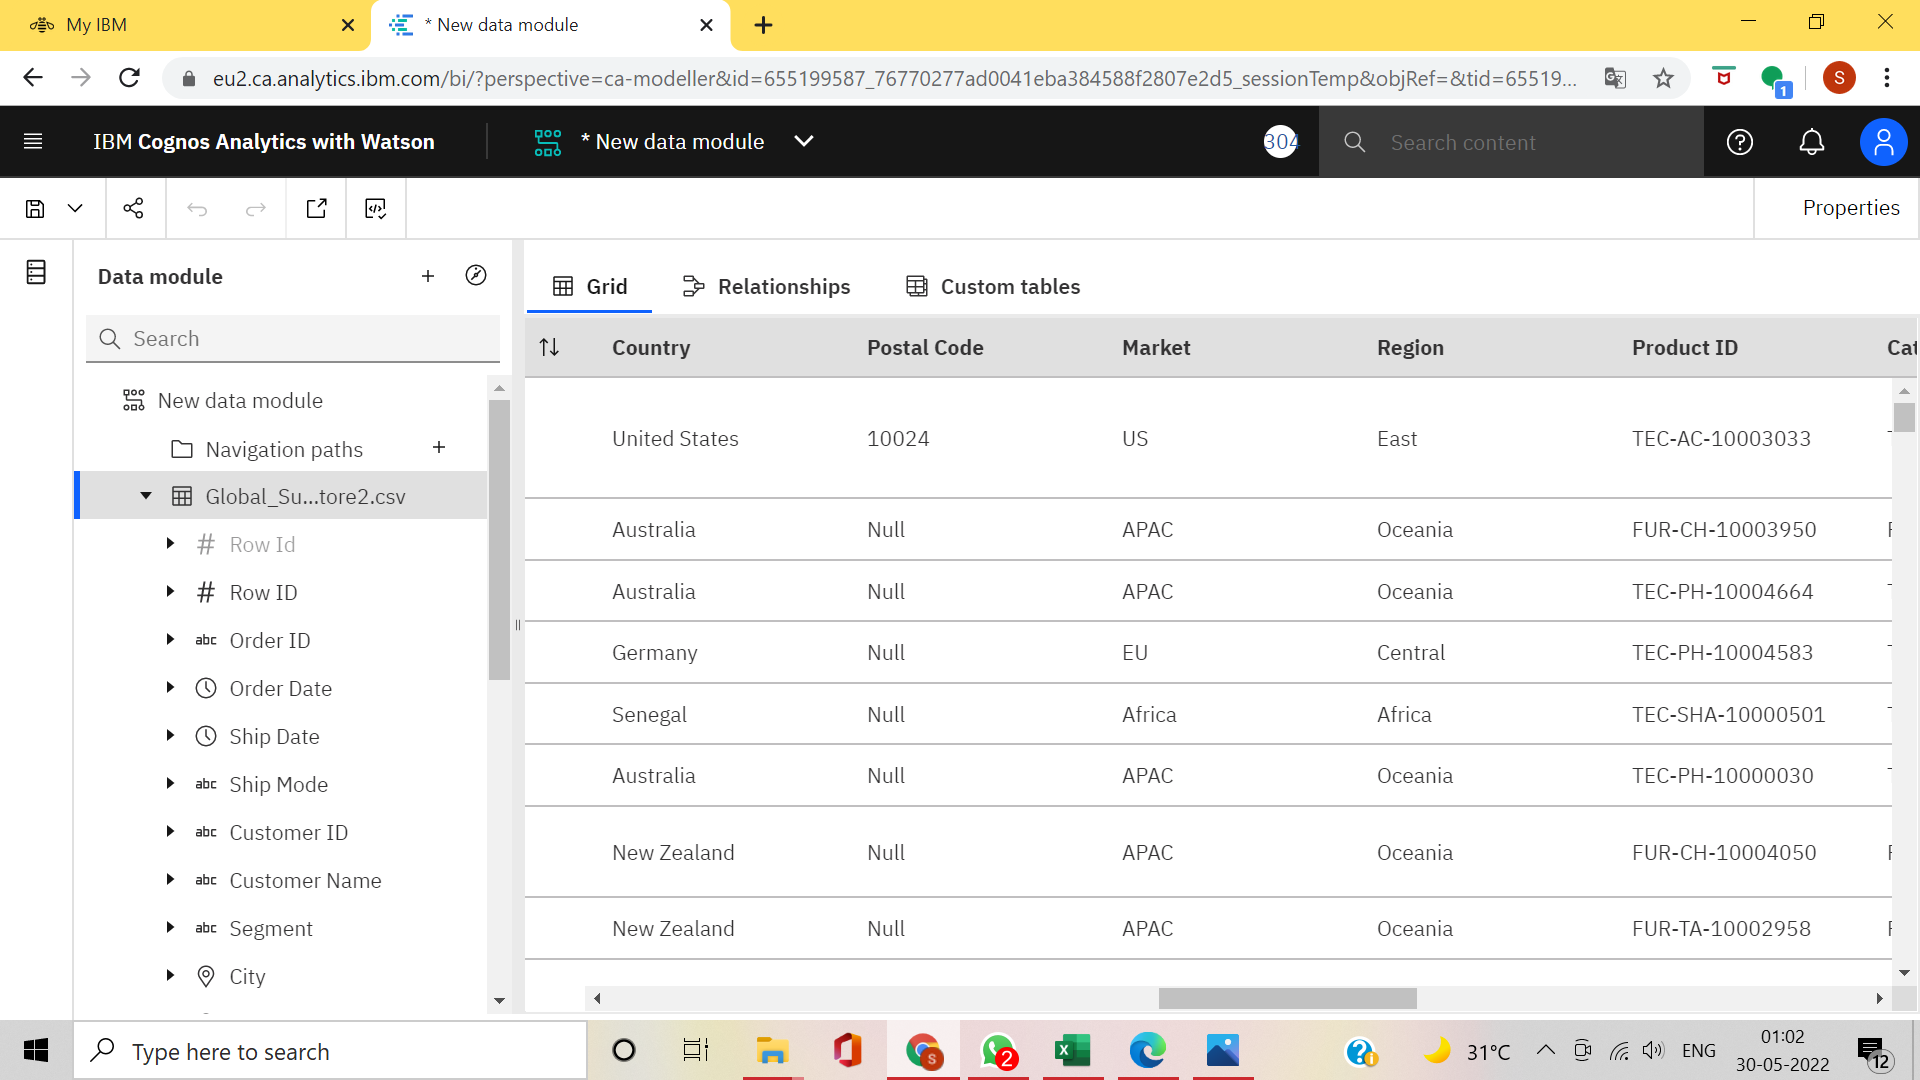 My IBM
* New data module
eu2.ca.analytics.ibm.com/bi/?perspective=ca-modeller&id=655199587_76770277ad0041eba384588f2807e2d5_sessionTemp&objRef=&tid=65519...
1
S
IBM Cognos Analytics with Watson
* New data module
304
Search content
Properties
Data module
Search
New data module
Navigation paths
Global_Su...tore2.csv
# Row Id
# Row ID
abc Order ID
Order Date
Ship Date
abc Ship Mode
abc Customer ID
abc Customer Name
abc Segment
City
Grid Relationships Custom tables
Country Postal Code Market Region Product ID Cat
United States 10024 US East TEC-AC-10003033
Australia Null APAC Oceania FUR-CH-10003950
Australia Null APAC Oceania TEC-PH-10004664
Germany Null EU Central TEC-PH-10004583
Senegal Null Africa Africa TEC-SHA-10000501
Australia Null APAC Oceania TEC-PH-10000030
New Zealand Null APAC Oceania FUR-CH-10004050
New Zealand Null APAC Oceania FUR-TA-10002958
Type here to search
S
2
31°C
ENG
01:02
30-05-2022
12